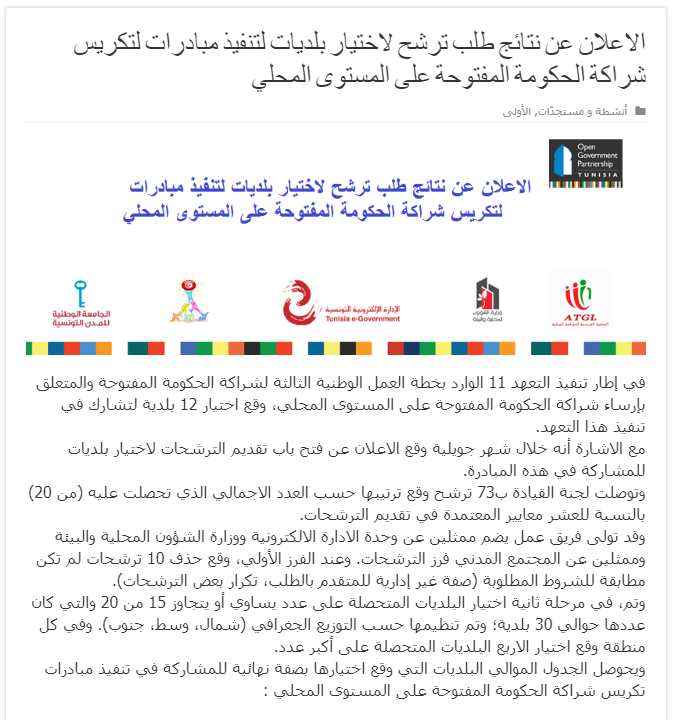 الاعلان عن نتائج طلب ترشح لاختيار بلديات لتنفيذ مبادرات لتكريس
شراكة الحكومة المفتوحة على المستوى المحلي
أنشطة و مستجدّات, الأولى
Open
Government
Partnership
TUNISIA
الاعلان عن نتائج طلب ترشح لاختيار بلديات لتنفيذ مبادرات
لتكريس شراكة الحكومة المفتوحة على المستوى المحلي
ATGL
وزارة الشؤون
المحلية والبيئة
الإدارة الإلكترونية التونسية
Tunisia e-Government
الجامعة الوطنية
للمدن التونسية
في إطار تنفيذ التعهد 11 الوارد بخطة العمل الوطنية الثالثة لشراكة الحكومة المفتوحة والمتعلق
بإرساء شراكة الحكومة المفتوحة على المستوى المحلي، وقع اختيار 12 بلدية لتشارك في
تنفيذ هذا التعهد.
مع الاشارة أنه خلال شهر جويلية وقع الاعلان عن فتح باب تقديم الترشحات لاختيار بلديات
للمشاركة في هذه المبادرة.
وتوصلت لجنة القيادة ب73 ترشح وقع ترتيبها حسب العدد الاجمالي الذي تحصلت عليه (من 20)
بالنسبة للعشر معايير المعتمدة في تقديم الترشحات.
وقد تولى فريق عمل يضم ممثلين عن وحدة الادارة الالكترونية ووزارة الشؤون المحلية والبيئة
وممثلين عن المجتمع المدني فرز الترشحات. وعند الفرز الأولي، وقع حذف 10 ترشحات لم تكن
مطابقة للشروط المطلوبة (صفة غير إدارية للمتقدم بالطلب، تكرار بعض الترشحات).
وتم، في مرحلة ثانية اختيار البلديات المتحصلة على عدد يساوي أو يتجاوز 15 من 20 والتي كان
عددها حوالي 30 بلدية؛ وتم تنظيمها حسب التوزيع الجغرافي (شمال، وسط، جنوب). وفي كل
منطقة وقع اختيار الاربع البلديات المتحصلة على أكبر عدد.
ويحوصل الجدول الموالي البلديات التي وقع اختيارها بصفة نهائية للمشاركة في تنفيذ مبادرات
تكريس شراكة الحكومة المفتوحة على المستوى المحلي :